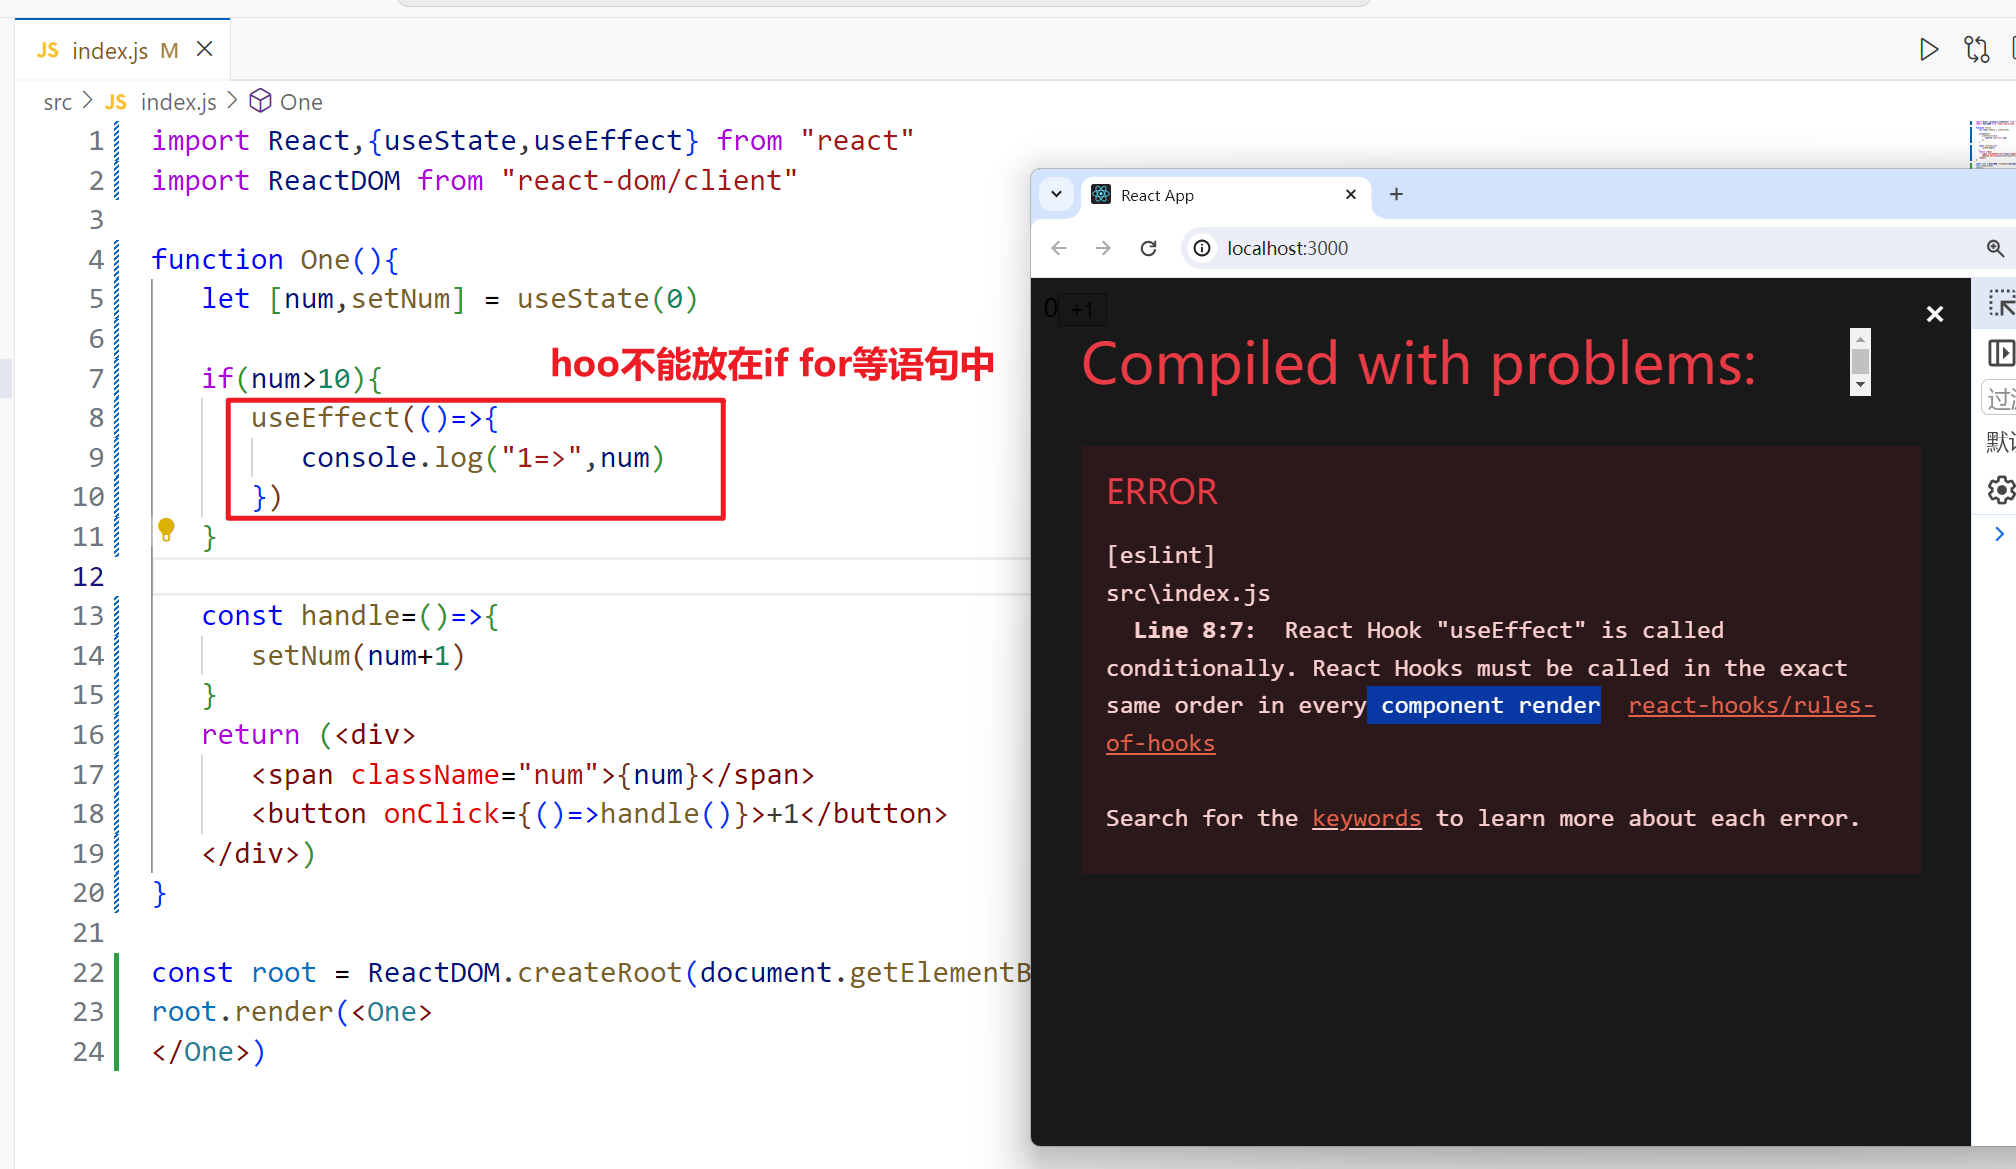 JS index.js M
src > JS index.js > One
1 import React,{useState,useEffect} from "react"
2 import ReactDOM from "react-dom/client"
3
4 function One(){
5 let [num,setNum] = useState(0)
6
hoo不能放在if for等语句中
7 if(num>10){
8 useEffect(()=>{
9 console.log("1=>",num)
10 })
11 }
12
13 const handle=()=>{
14 setNum(num+1)
15 }
16 return (<div>
17 <span className="num">{num}</span>
18 <button onClick={()=>handle()}>+1</button>
19 </div>)
20 }
21
22 const root = ReactDOM.createRoot(document.getElementB
23 root.render(<One>
24 </One>)
React App
localhost:3000
0 +1
Compiled with problems:
ERROR
[eslint]
src\index.js
Line 8:7: React Hook "useEffect" is called
conditionally. React Hooks must be called in the exact
same order in every component render react-hooks/rules-
of-hooks
Search for the keywords to learn more about each error.
默认